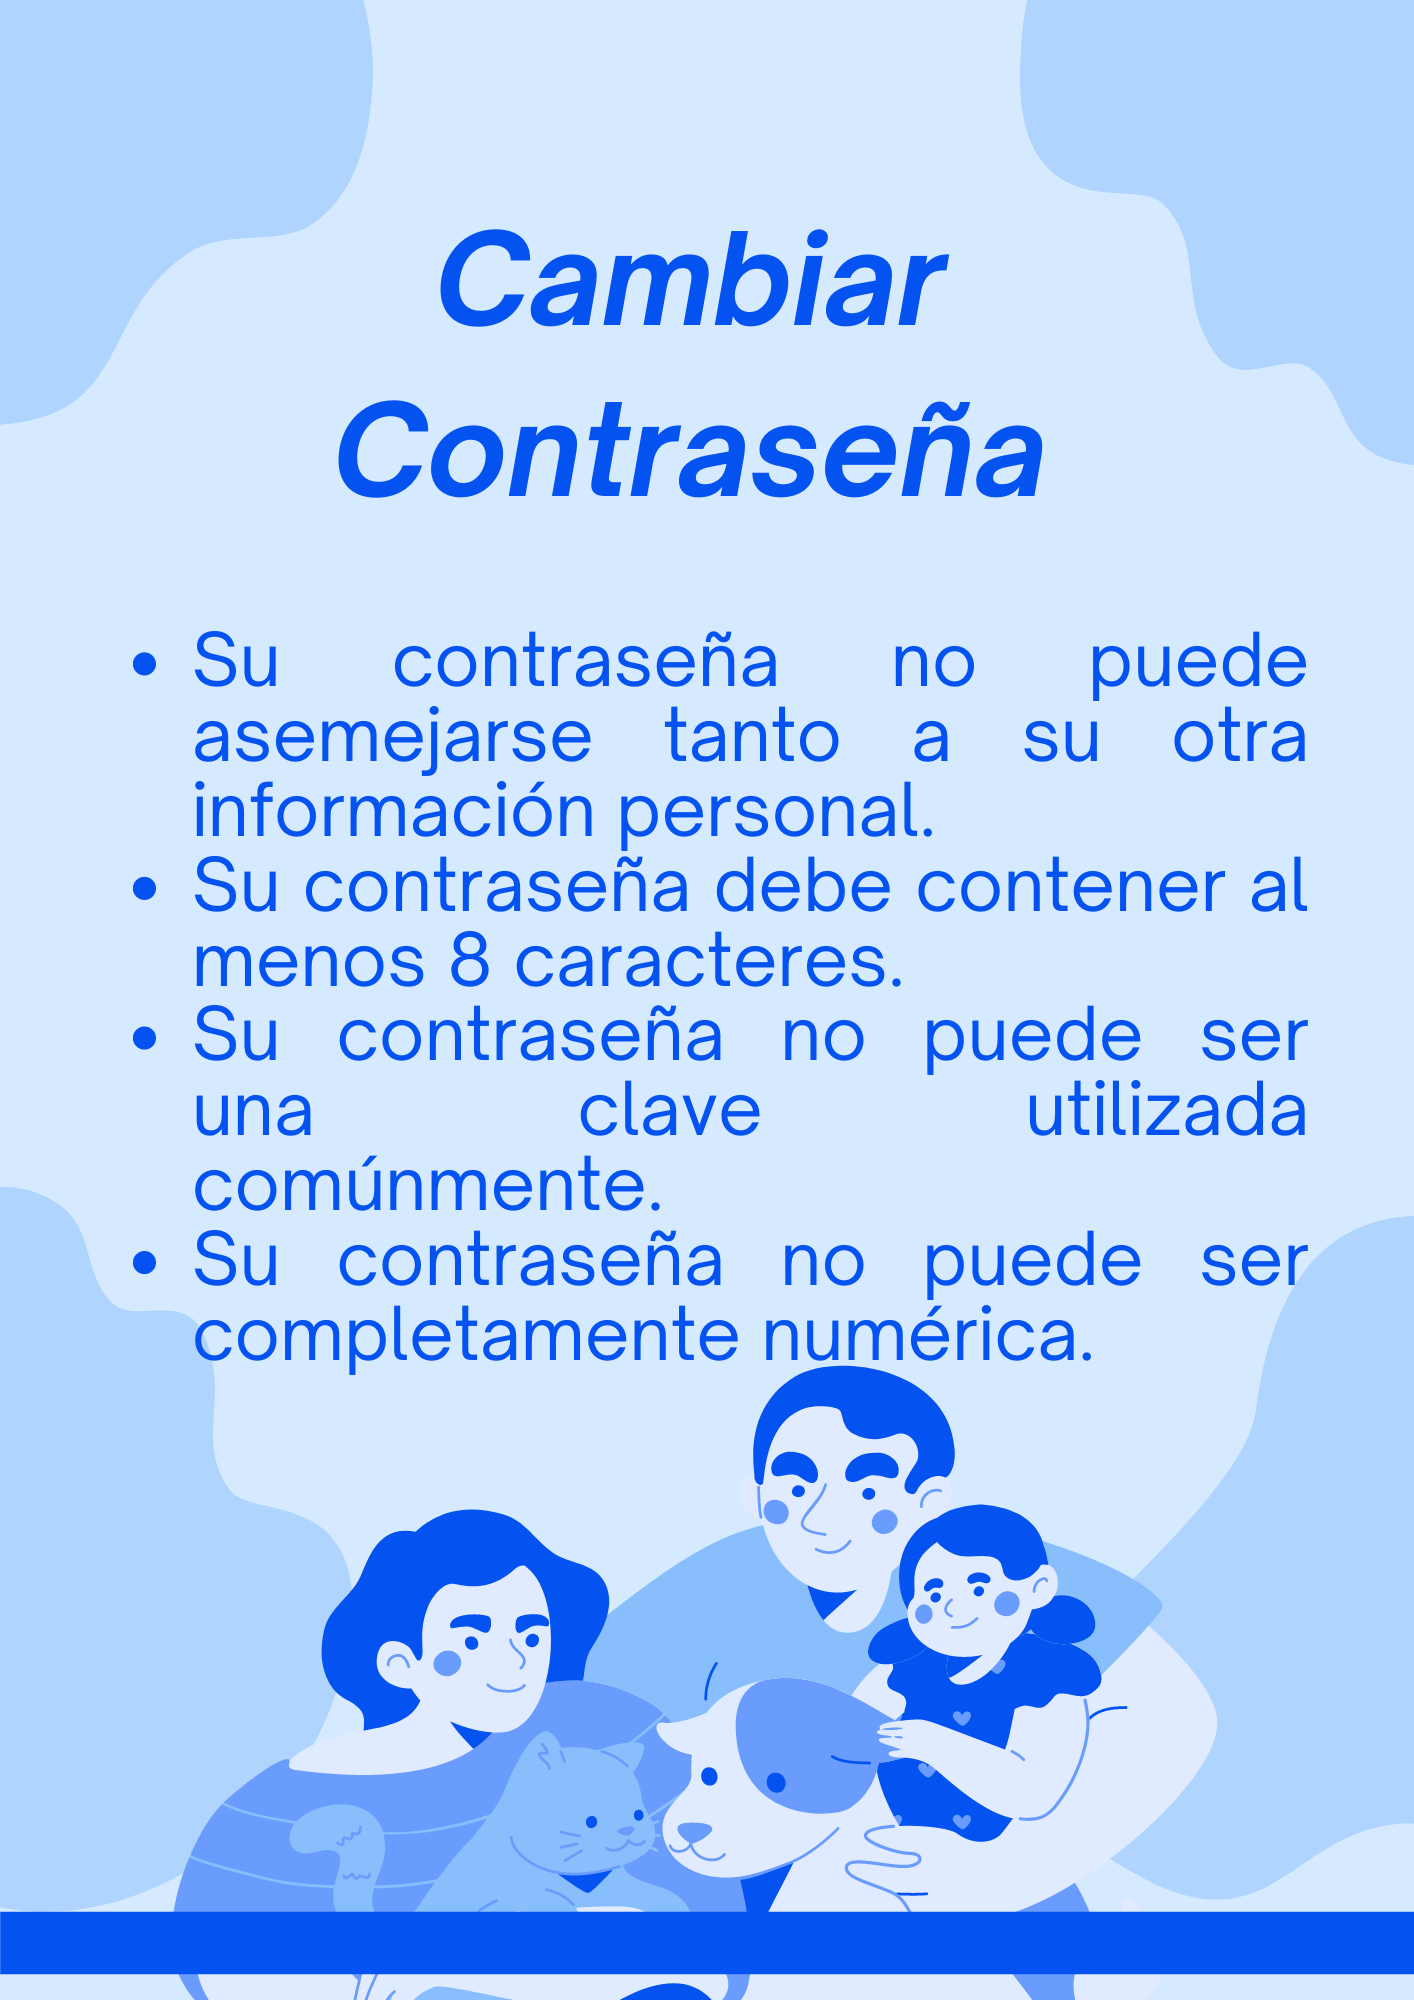 Cambiar
Contraseña
• Su contraseña no puede
asemejarse tanto a su otra
información personal.
• Su contraseña debe contener al
menos 8 caracteres.
• Su contraseña no puede ser
una clave utilizada
comúnmente.
• Su contraseña no puede ser
completamente numérica.